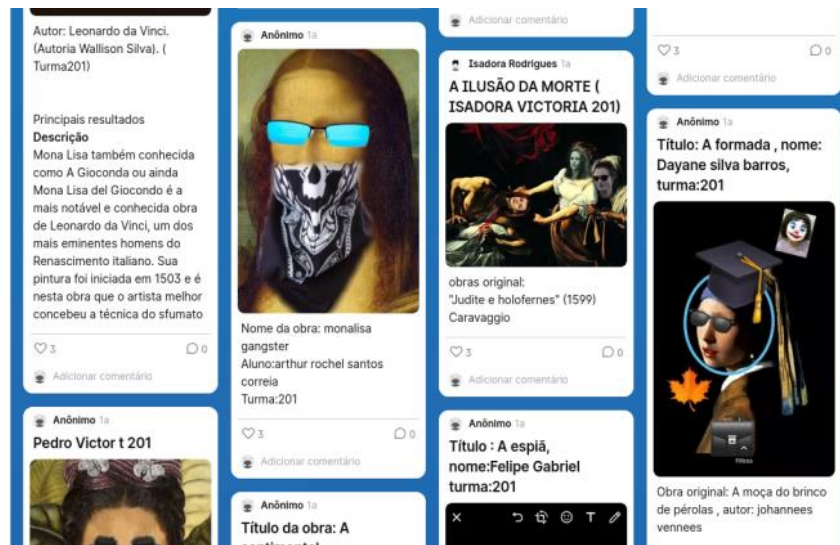 Autor: Leonardo da Vinci.
(Autoria Wallison Silva). (
Turma201)
Principais resultados
Descrição
Mona Lisa também conhecida
como A Gioconda ou ainda
Mona Lisa del Giocondo é a
mais notável e conhecida obra
de Leonardo da Vinci, um dos
mais eminentes homens do
Renascimento italiano. Sua
pintura foi iniciada em 1503 e é
nesta obra que o artista melhor
concebeu a técnica do sfumato
3
0
Adicionar comentário
Anônimo 1a
Pedro Victor t 201
Anônimo 1a
Nome da obra: monalisa
gangster
Aluno:arthur rochel santos
correia
Turma:201
3
0
Adicionar comentário
Anônimo 1a
Título da obra: A
Adicionar comentário
Isadora Rodrigues 1a
A ILUSÃO DA MORTE (
ISADORA VICTORIA 201)
obras original:
"Judite e holofernes" (1599)
Caravaggio
3
0
Adicionar comentário
Anônimo 1a
Título : A espiã,
nome:Felipe Gabriel
turma:201
T
3
0
Adicionar comentário
Anônimo 1a
Título: A formada , nome:
Dayane silva barros,
turma:201
Filtros
Obra original: A moça do brinco
de pérolas , autor: johannees
vennees